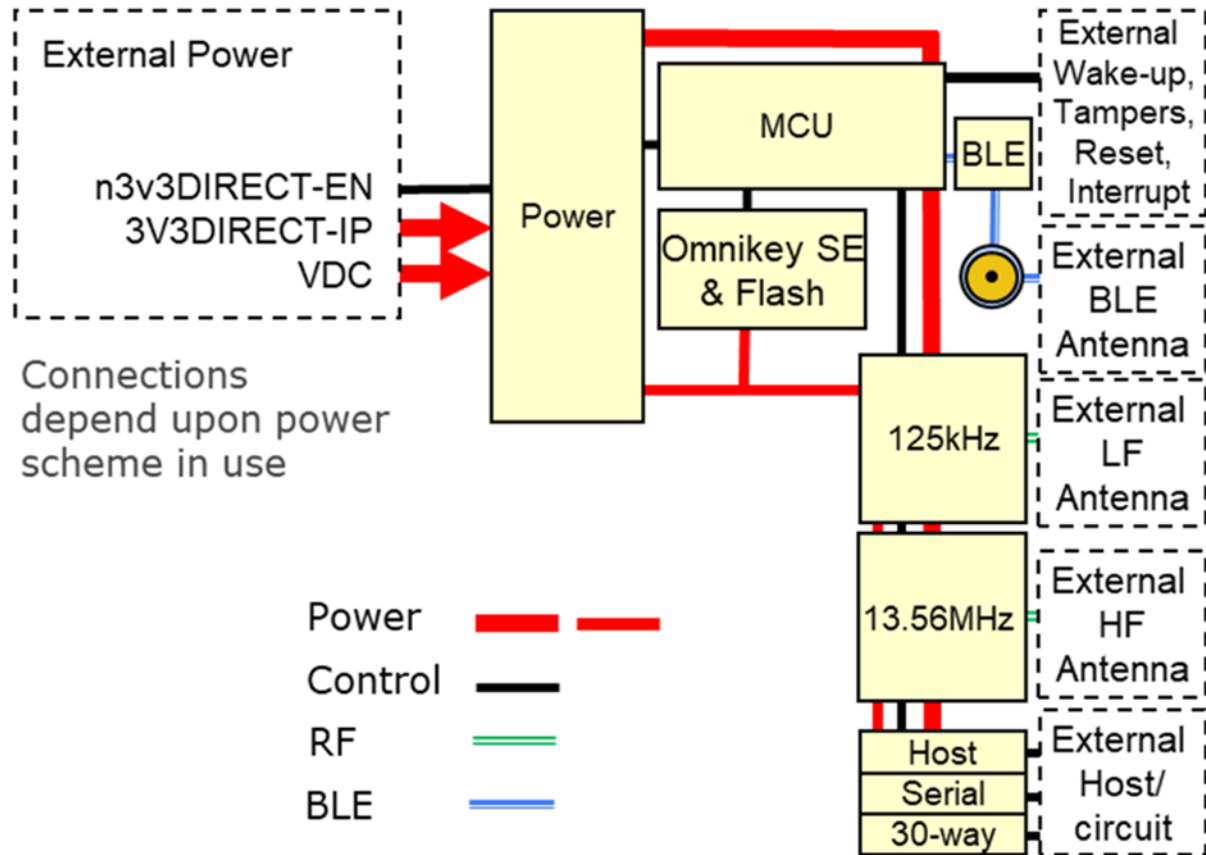 External Power
n3v3DIRECT-EN
3V3DIRECT-IP
VDC
Connections
depend upon power
scheme in use
Power
MCU
Omnikey SE
& Flash
BLE
External
Wake-up,
Tampers,
Reset,
Interrupt
External
BLE
Antenna
125kHz
External
LF
Antenna
13.56MHz
External
HF
Antenna
Host
Serial
30-way
External
Host/
circuit
Power
Control
RF
BLE